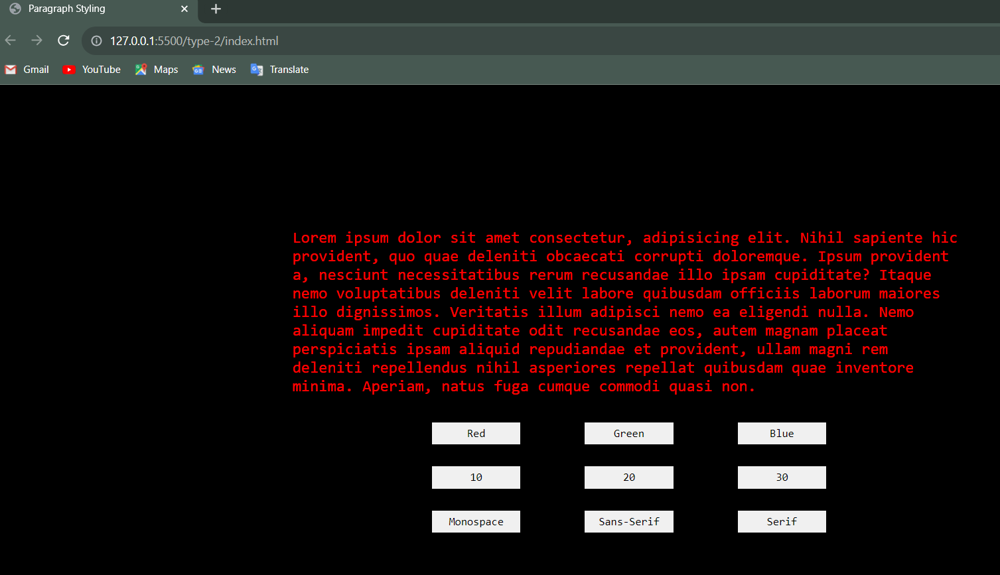 Paragraph Styling
127.0.0.1:5500/type-2/index.html
Gmail YouTube Maps News Translate
Lorem ipsum dolor sit amet consectetur, adipisicing elit. Nihil sapiente hic
provident, quo quae deleniti obcaecati corrupti doloremque. Ipsum provident
a, nesciunt necessitatibus rerum recusandae illo ipsam cupiditate? Itaque
nemo voluptatibus deleniti velit labore quibusdam officiis laborum maiores
illo dignissimos. Veritatis illum adipisci nemo ea eligendi nulla. Nemo
aliquam impedit cupiditate odit recusandae eos, autem magnam placeat
perspiciatis ipsam aliquid repudiandae et provident, ullam magni rem
deleniti repellendus nihil asperiores repellat quibusdam quae inventore
minima. Aperiam, natus fuga cumque commodi quasi non.
Red Green Blue
10 20 30
Monospace Sans-Serif Serif